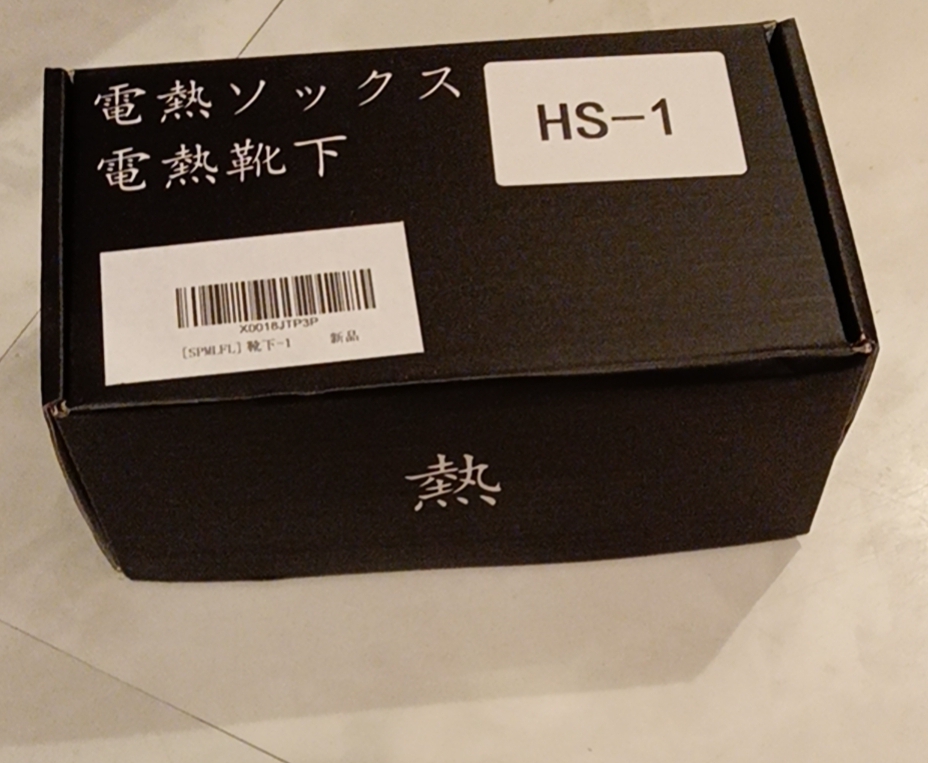 電熱ソックス
HS-1
電熱靴下
X0018JTP3P
[SPMLFL] 靴下-1 新品
熱